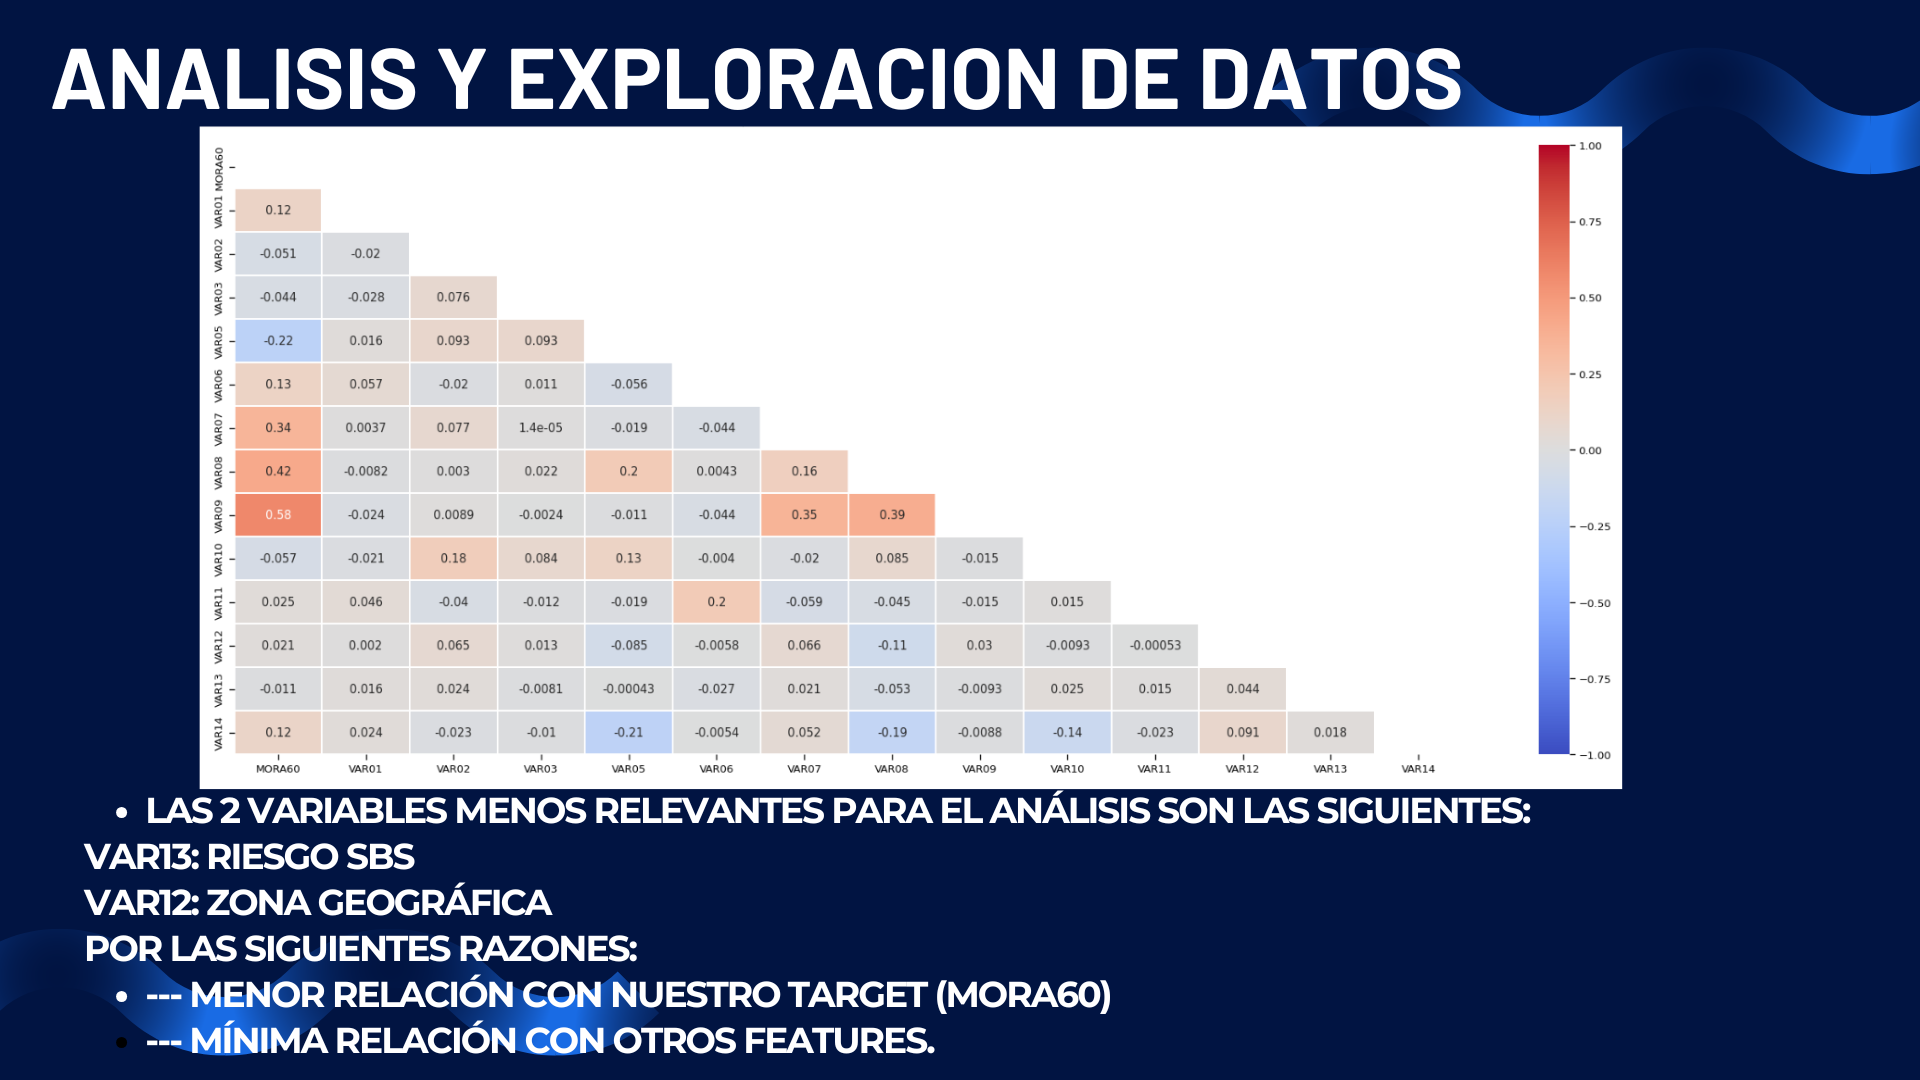 ANALISIS Y EXPLORACION DE DATOS
MORA60
VAR01 0.12
VAR02 -0.051 -0.02
VAR03 -0.044 -0.028 0.076
VAR05 -0.22 0.016 0.093 0.093
VAR06 0.13 0.057 -0.02 0.011 -0.056
VAR07 0.34 0.0037 0.077 1.4e-05 -0.019 -0.044
VAR08 0.42 -0.0082 0.003 0.022 0.2 0.0043 0.16
VAR09 0.58 -0.024 0.0089 -0.0024 -0.011 -0.044 0.35 0.39
VAR10 -0.057 -0.021 0.18 0.084 0.13 -0.004 -0.02 0.085 -0.015
VAR11 0.025 0.046 -0.04 -0.012 -0.019 0.2 -0.059 -0.045 -0.015 0.015
VAR12 0.021 0.002 0.065 0.013 -0.085 -0.0058 0.066 -0.11 0.03 -0.0093 -0.00053
VAR13 -0.011 0.016 0.024 -0.0081 -0.00043 -0.027 0.021 -0.053 -0.0093 0.025 0.015 0.044
VAR14 0.12 0.024 -0.023 -0.01 -0.21 -0.0054 0.052 -0.19 -0.0088 -0.14 -0.023 0.091 0.018
MORA60 VAR01 VAR02 VAR03 VAR05 VAR06 VAR07 VAR08 VAR09 VAR10 VAR11 VAR12 VAR13 VAR14
1.00
0.75
0.50
0.25
0.00
−0.25
−0.50
−0.75
−1.00
• LAS 2 VARIABLES MENOS RELEVANTES PARA EL ANÁLISIS SON LAS SIGUIENTES:
VAR13: RIESGO SBS
VAR12: ZONA GEOGRÁFICA
POR LAS SIGUIENTES RAZONES:
• --- MENOR RELACIÓN CON NUESTRO TARGET (MORA60)
• --- MÍNIMA RELACIÓN CON OTROS FEATURES.